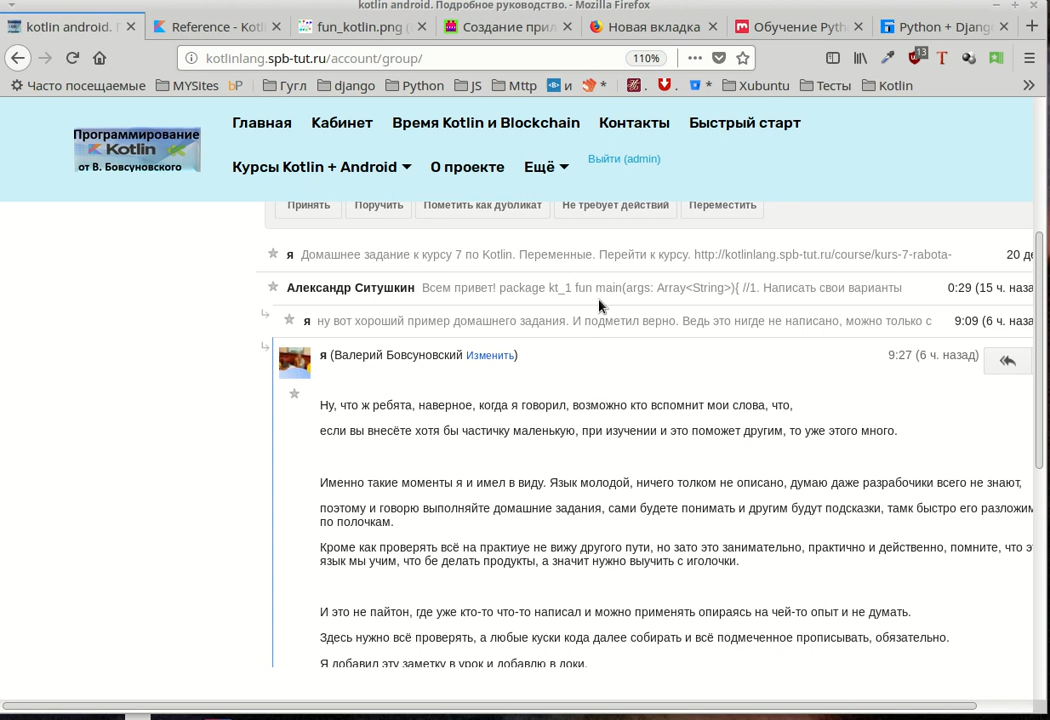 kotlin android. Подробное руководство. - Mozilla Firefox
kotlin android. Г
Reference - Kotl
fun_kotlin.png (
Создание прил
Новая вкладка
Обучение Pyth
Python + Djang
kotlinlang.spb-tut.ru/account/group/
110%
13
Часто посещаемые MYSites bP Гугл django Python JS Mttp и * . . * Xubuntu Тесты Kotlin
Программирование
Kotlin
от В. Бовсуновского
Главная Кабинет Время Kotlin и Blockchain Контакты Быстрый старт
Курсы Kotlin + Android О проекте Ещё Выйти (admin)
Принять Поручить Пометить как дубликат Не требует действий Переместить
я Домашнее задание к курсу 7 по Kotlin. Переменные. Перейти к курсу. http://kotlinlang.spb-tut.ru/course/kurs-7-rabota- 20 де
Александр Ситушкин Всем привет! package kt_1 fun main(args: Array<String>){ //1. Написать свои варианты 0:29 (15 ч. наза
я ну вот хороший пример домашнего задания. И подметил верно. Ведь это нигде не написано, можно только с 9:09 (6 ч. наза
я (Валерий Бовсуновский Изменить) 9:27 (6 ч. назад)
Ну, что ж ребята, наверное, когда я говорил, возможно кто вспомнит мои слова, что,
если вы внесёте хотя бы частичку маленькую, при изучении и это поможет другим, то уже этого много.
Именно такие моменты я и имел в виду. Язык молодой, ничего толком не описано, думаю даже разрабочики всего не знают,
поэтому и говорю выполняйте домашние задания, сами будете понимать и другим будут подсказки, тамк быстро его разложим
по полочкам.
Кроме как проверять всё на практиуе не вижу другого пути, но зато это занимательно, практично и действенно, помните, что э
язык мы учим, что бе делать продукты, а значит нужно выучить с иголочки.
И это не пайтон, где уже кто-то что-то написал и можно применять опираясь на чей-то опыт и не думать.
Здесь нужно всё проверять, а любые куски кода далее собирать и всё подмеченное прописывать, обязательно.
Я добавил эту заметку в урок и добавлю в доки.